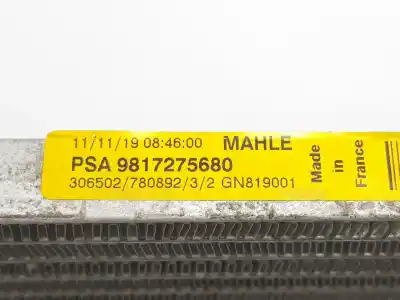 11/11/19 08:46:00 MAHLE
PSA 9817275680
306502/780892/3/2 GN819001
Made
in
France